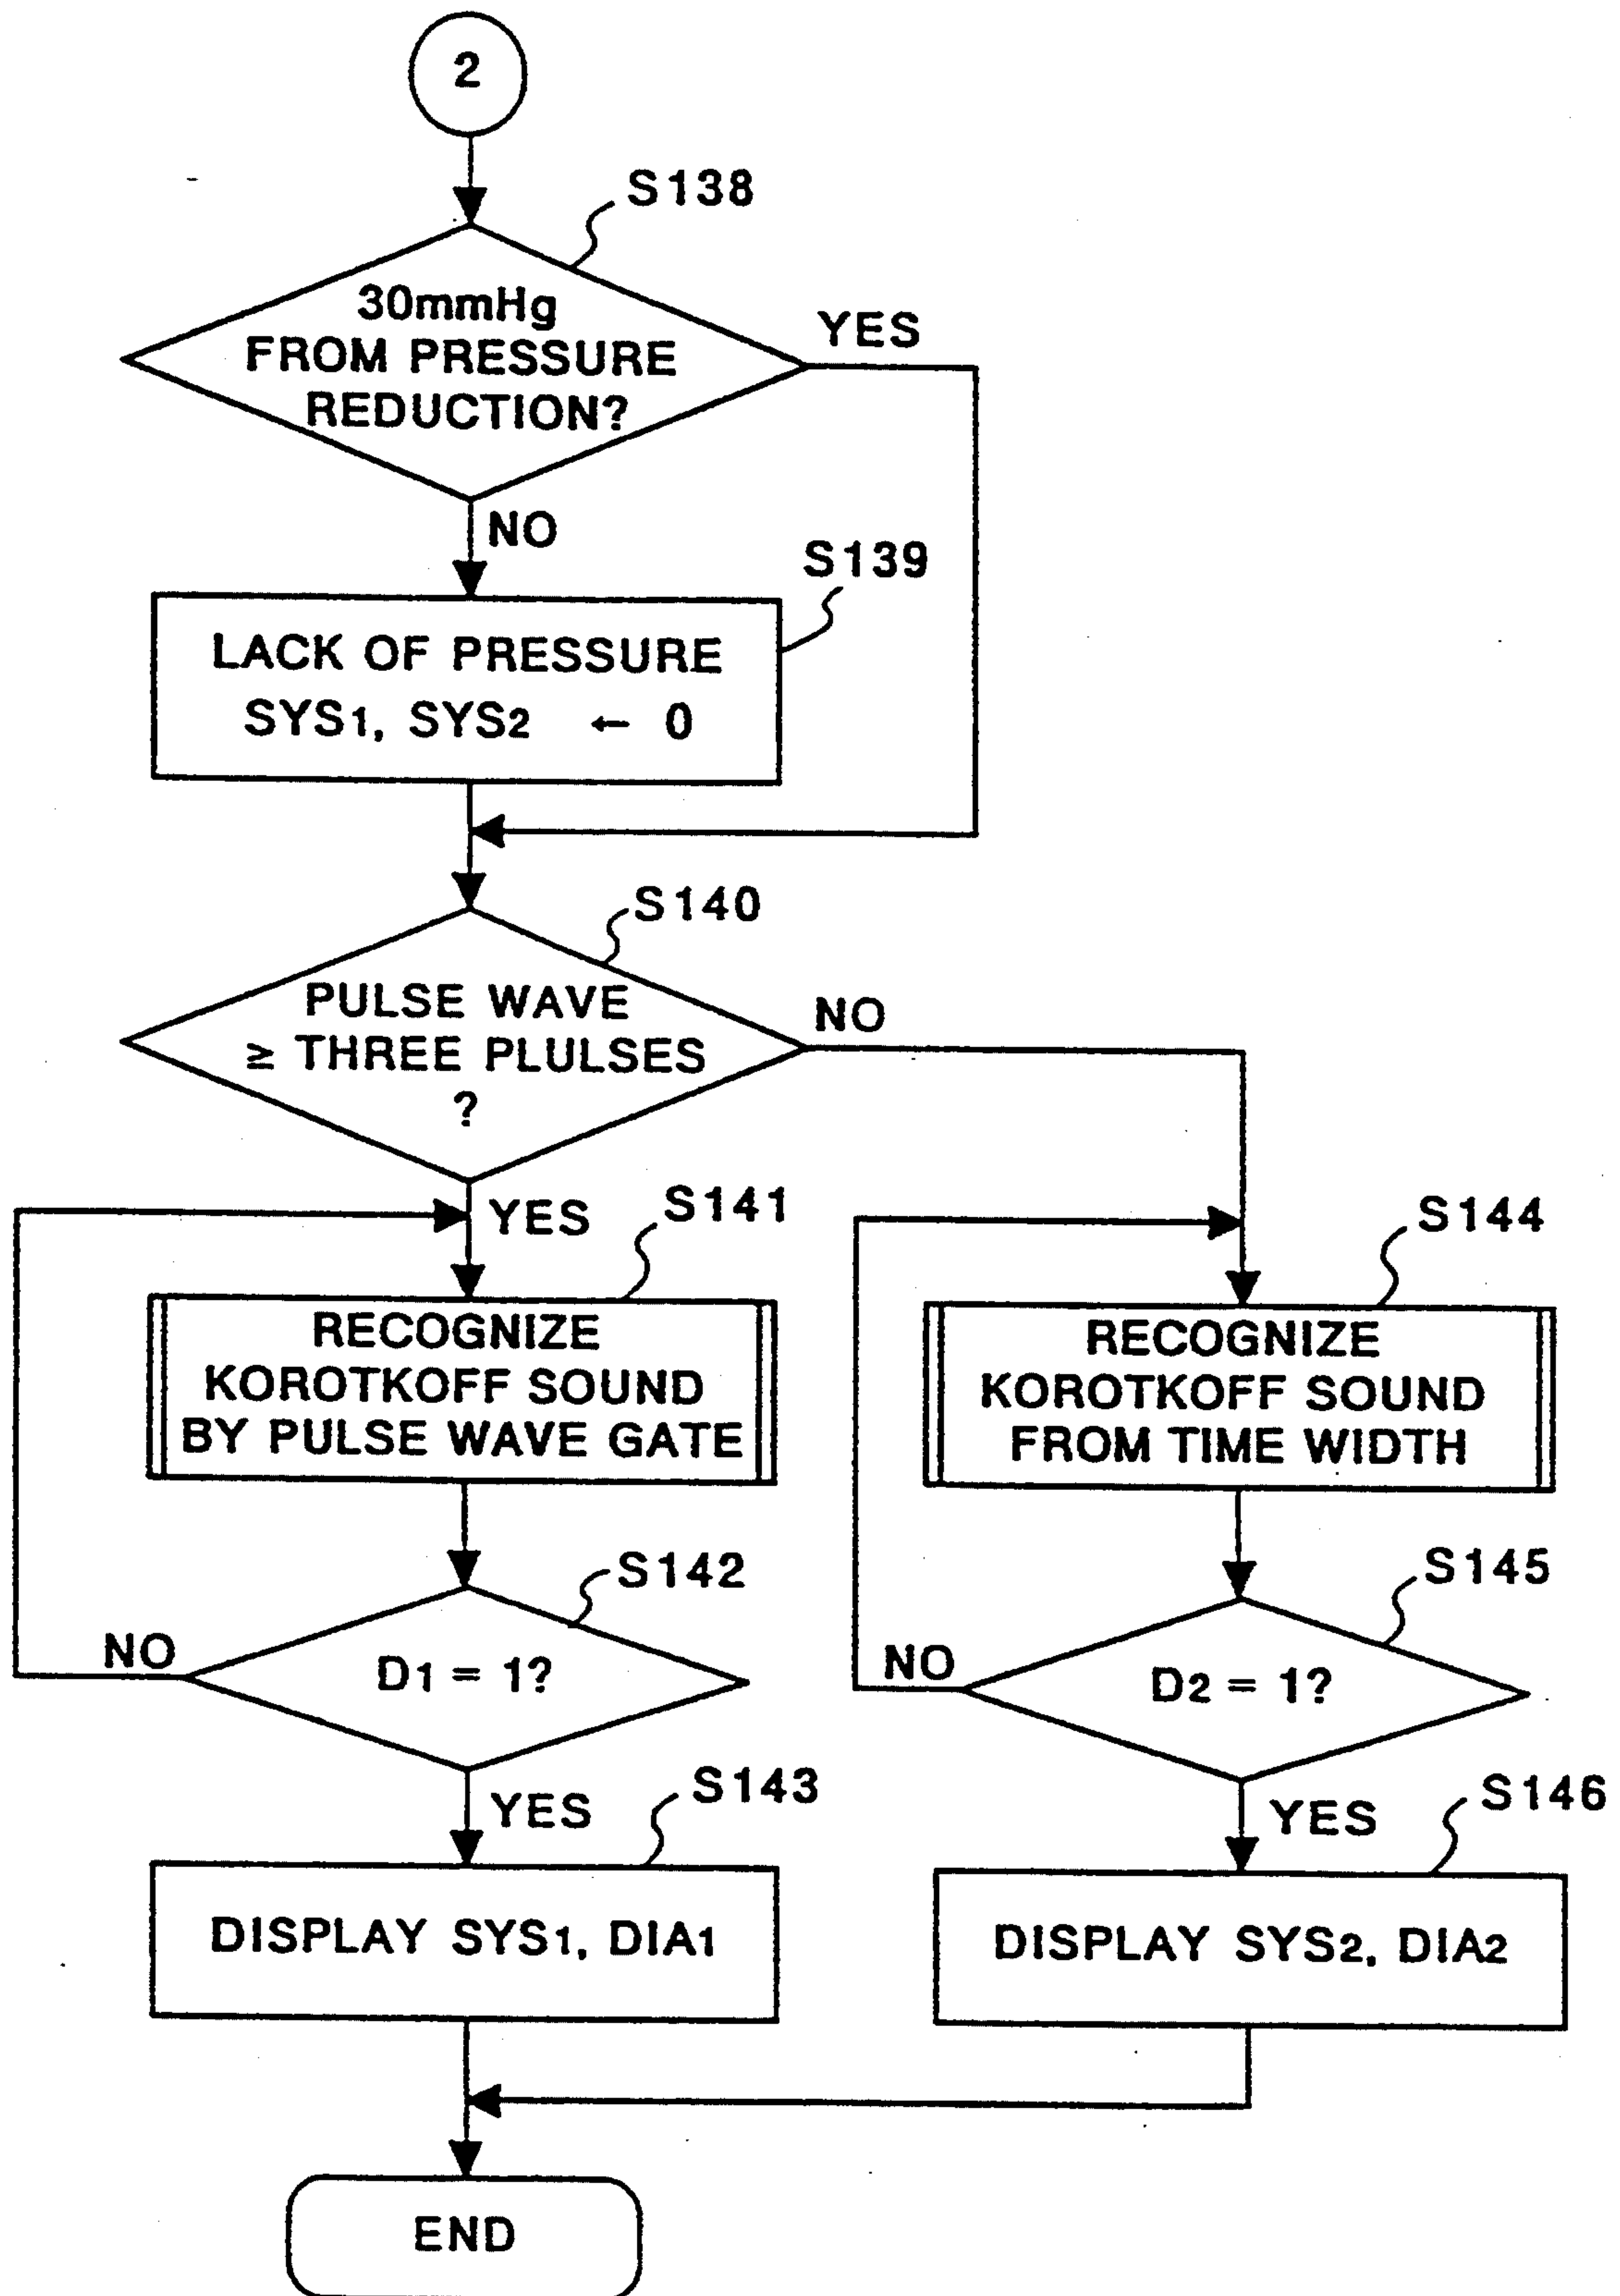 2
S138
30mmHg
FROM PRESSURE
REDUCTION?
YES
NO
S139
LACK OF PRESSURE
SYS1, SYS2 ← 0
S140
PULSE WAVE
≥ THREE PLULSES
?
NO
YES
S141
S144
RECOGNIZE
KOROTKOFF SOUND
BY PULSE WAVE GATE
RECOGNIZE
KOROTKOFF SOUND
FROM TIME WIDTH
S142
S145
NO
D1 = 1?
NO
D2 = 1?
YES
S143
YES
S146
DISPLAY SYS1, DIA1
DISPLAY SYS2, DIA2
END